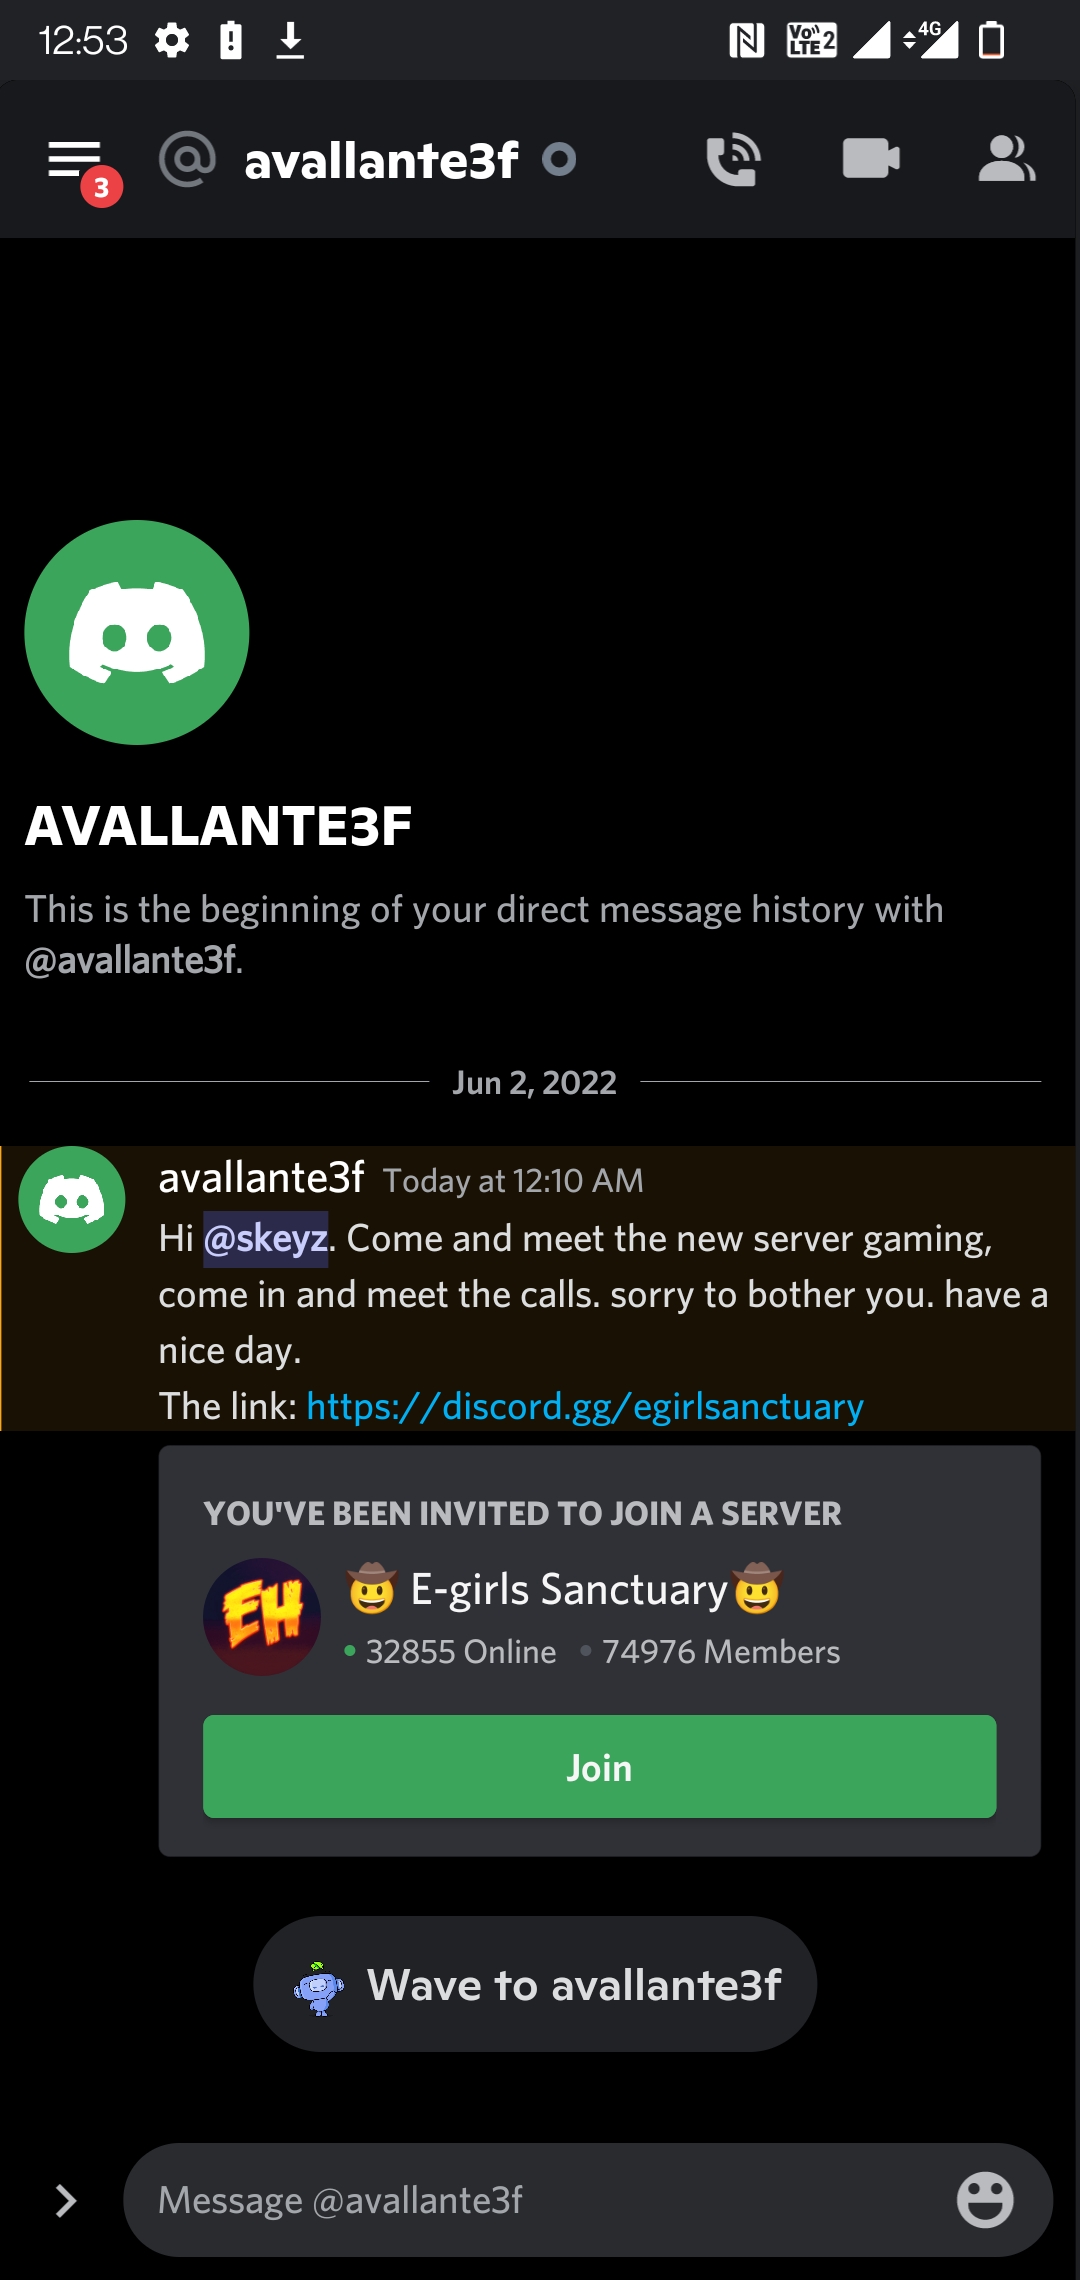 12:53
Vo)) LTE 2
4G
3
@ avallante3f
AVALLANTE3F
This is the beginning of your direct message history with
@avallante3f.
Jun 2, 2022
avallante3f Today at 12:10 AM
Hi @skeyz. Come and meet the new server gaming,
come in and meet the calls. sorry to bother you. have a
nice day.
The link: https://discord.gg/egirlsanctuary
YOU'VE BEEN INVITED TO JOIN A SERVER
EH
🤠 E-girls Sanctuary🤠
32855 Online 74976 Members
Join
Wave to avallante3f
Message @avallante3f